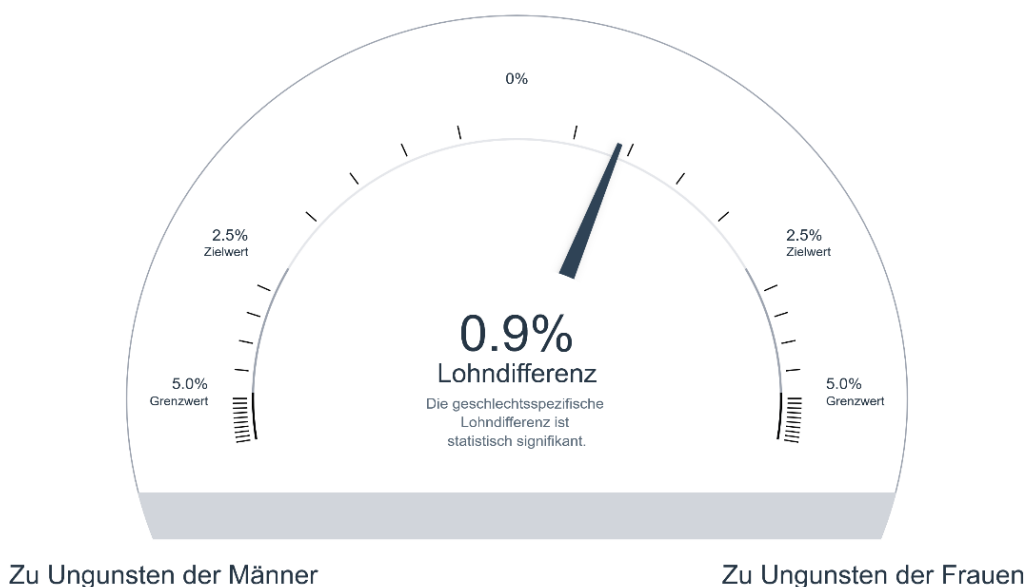 0%
2.5%
Zielwert
2.5%
Zielwert
5.0%
Grenzwert
5.0%
Grenzwert
0.9%
Lohndifferenz
Die geschlechtsspezifische
Lohndifferenz ist
statistisch signifikant.
Zu Ungunsten der Männer
Zu Ungunsten der Frauen